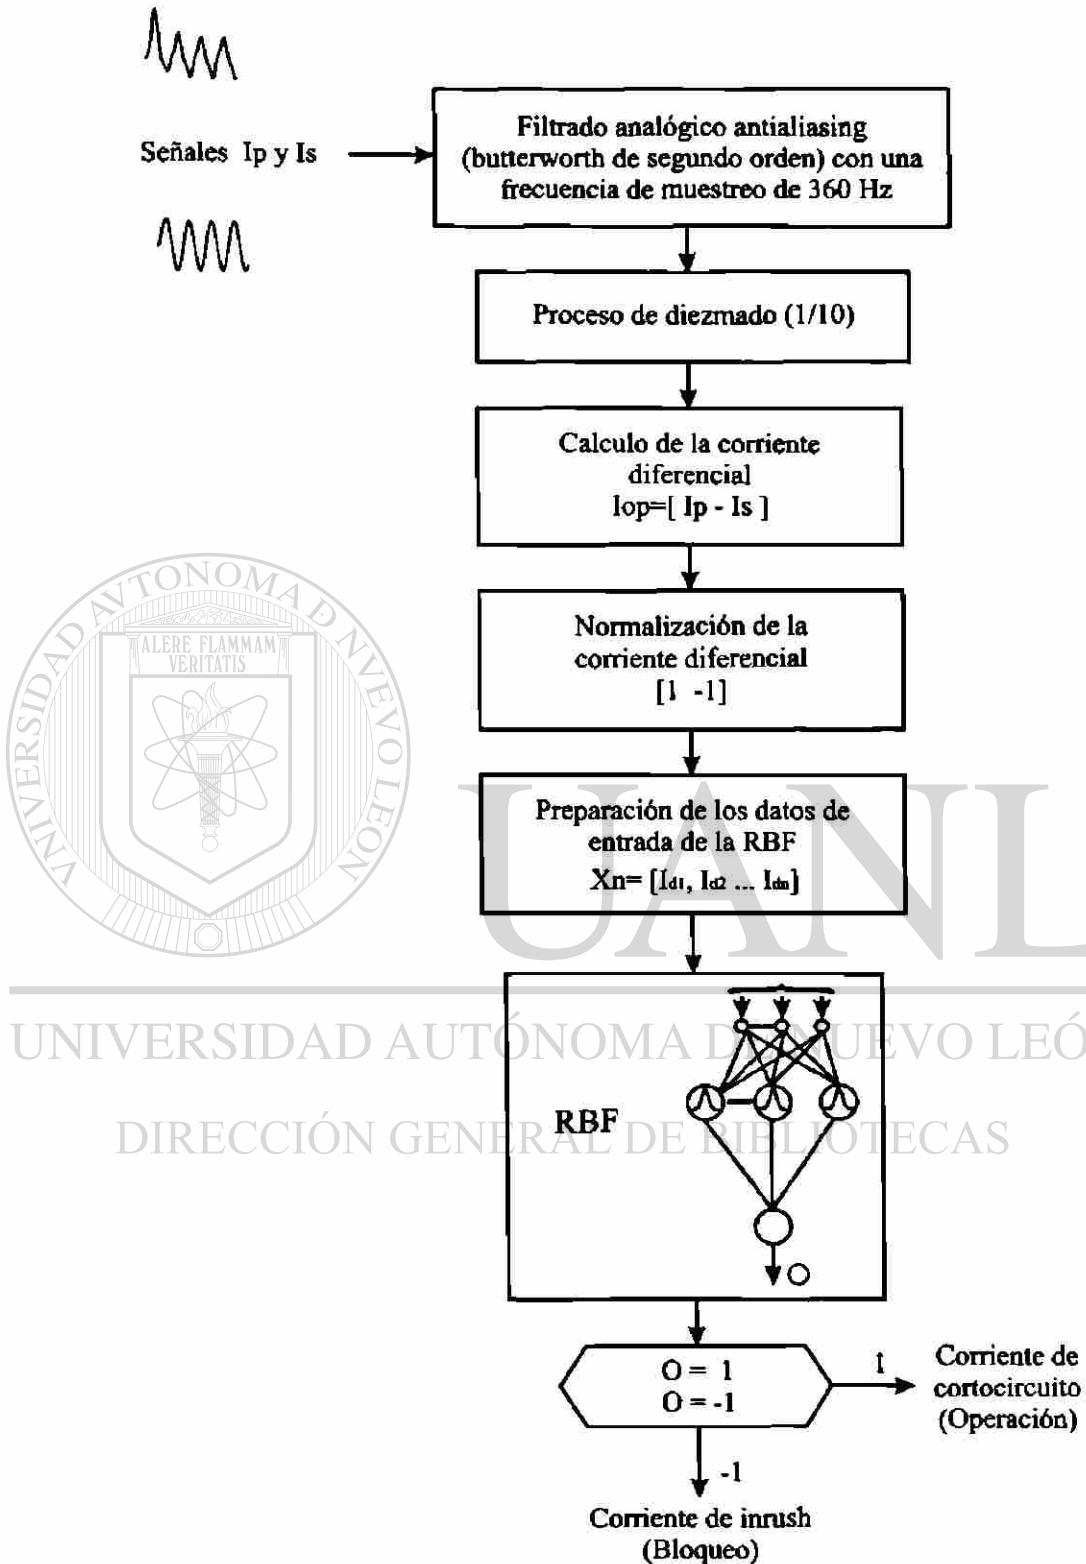 Señales Ip y Is
Filtrado analógico antialiasing
(butterworth de segundo orden) con una
frecuencia de muestreo de 360 Hz
Proceso de diezmado (1/10)
Calculo de la corriente
diferencial
Iop=[ Ip - Is ]
Normalización de la
corriente diferencial
[1 -1]
Preparación de los datos de
entrada de la RBF
Xn= [Id1, Id2 ... Idn]
RBF
O
O = 1
O = -1
1
Corriente de
cortocircuito
(Operación)
-1
Corriente de inrush
(Bloqueo)
UNIVERSIDAD AVTONOMA D NVEVO LEON
ALERE FLAMMAM
VERITATIS
UANL
UNIVERSIDAD AUTÓNOMA DE NUEVO LEÓ
DIRECCIÓN GENERAL DE BIBLIOTECAS